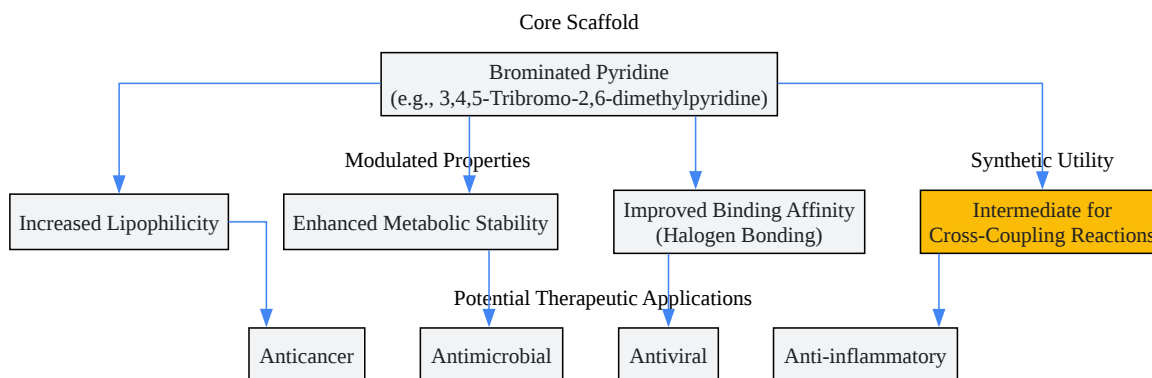 Core Scaffold
Brominated Pyridine
(e.g., 3,4,5-Tribromo-2,6-dimethylpyridine)
Modulated Properties
Synthetic Utility
Increased Lipophilicity
Enhanced Metabolic Stability
Improved Binding Affinity
(Halogen Bonding)
Intermediate for
Cross-Coupling Reactions
Potential Therapeutic Applications
Anticancer
Antimicrobial
Antiviral
Anti-inflammatory